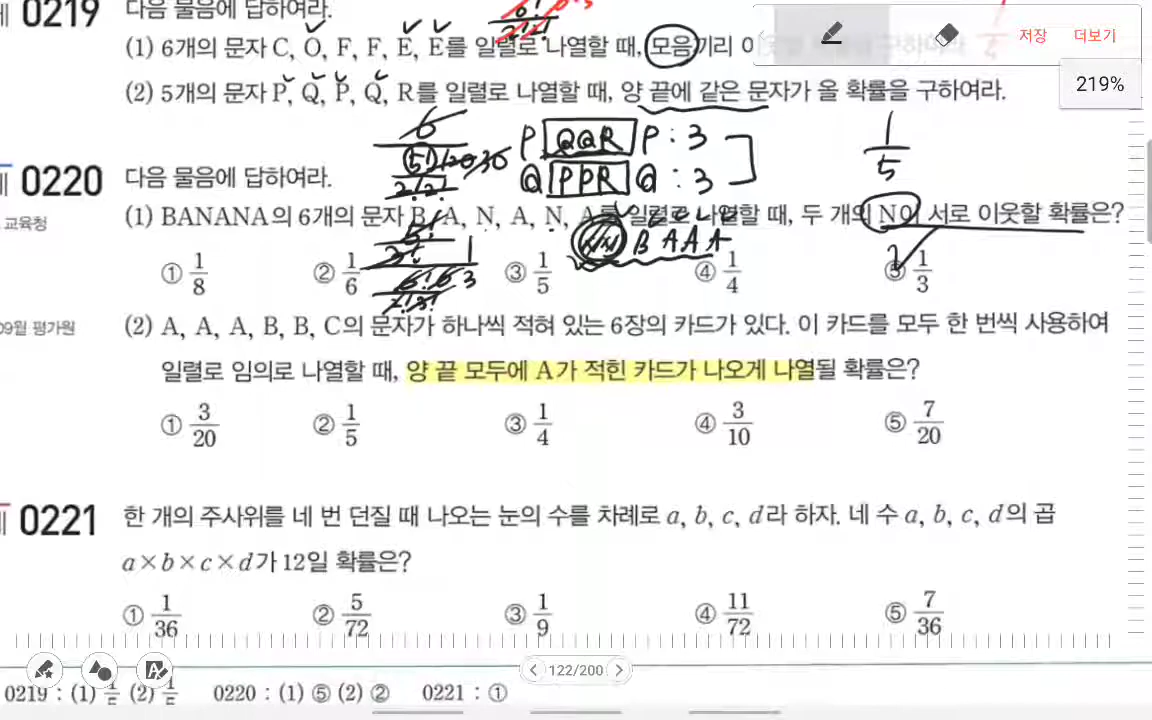 0219 다음 물음에 답하여라.
(1) 6개의 문자 C, O, F, F, E, E를 일렬로 나열할 때, 모음끼리 이
저장 더보기
219%
(2) 5개의 문자 P, Q, P, Q, R를 일렬로 나열할 때, 양 끝에 같은 문자가 올 확률을 구하여라.
P QQR P : 3
Q PPR Q : 3
1/5
0220 다음 물음에 답하여라.
교육청
(1) BANANA의 6개의 문자 B, A, N, A, N, A를 일렬로 나열할 때, 두 개의 N이 서로 이웃할 확률은?
B A A A
① 1/8 ② 1/6 ③ 1/5 ④ 1/4 ⑤ 1/3
09월 평가원
(2) A, A, A, B, B, C의 문자가 하나씩 적혀 있는 6장의 카드가 있다. 이 카드를 모두 한 번씩 사용하여
일렬로 임의로 나열할 때, 양 끝 모두에 A가 적힌 카드가 나오게 나열될 확률은?
① 3/20 ② 1/5 ③ 1/4 ④ 3/10 ⑤ 7/20
0221 한 개의 주사위를 네 번 던질 때 나오는 눈의 수를 차례로 a, b, c, d라 하자. 네 수 a, b, c, d의 곱
a×b×c×d가 12일 확률은?
① 1/36 ② 5/72 ③ 1/9 ④ 11/72 ⑤ 7/36
122/200
0219 : (1) 1/5 (2) 1/5 0220 : (1) ⑤ (2) ② 0221 : ①